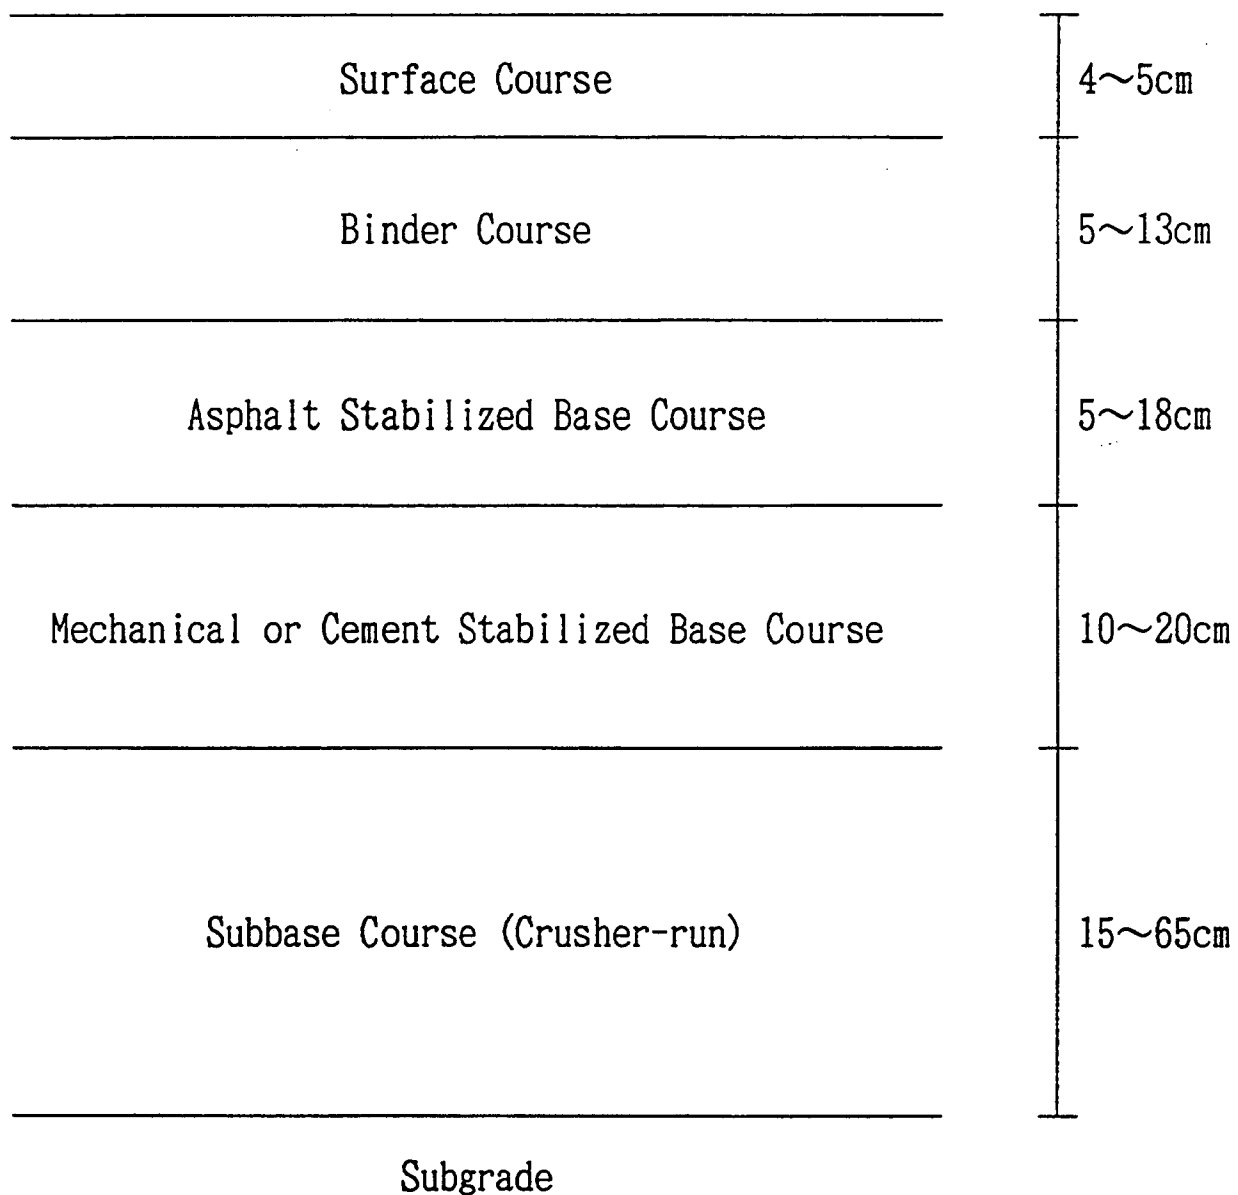 Surface Course 4~5cm
Binder Course 5~13cm
Asphalt Stabilized Base Course 5~18cm
Mechanical or Cement Stabilized Base Course 10~20cm
Subbase Course (Crusher-run) 15~65cm
Subgrade